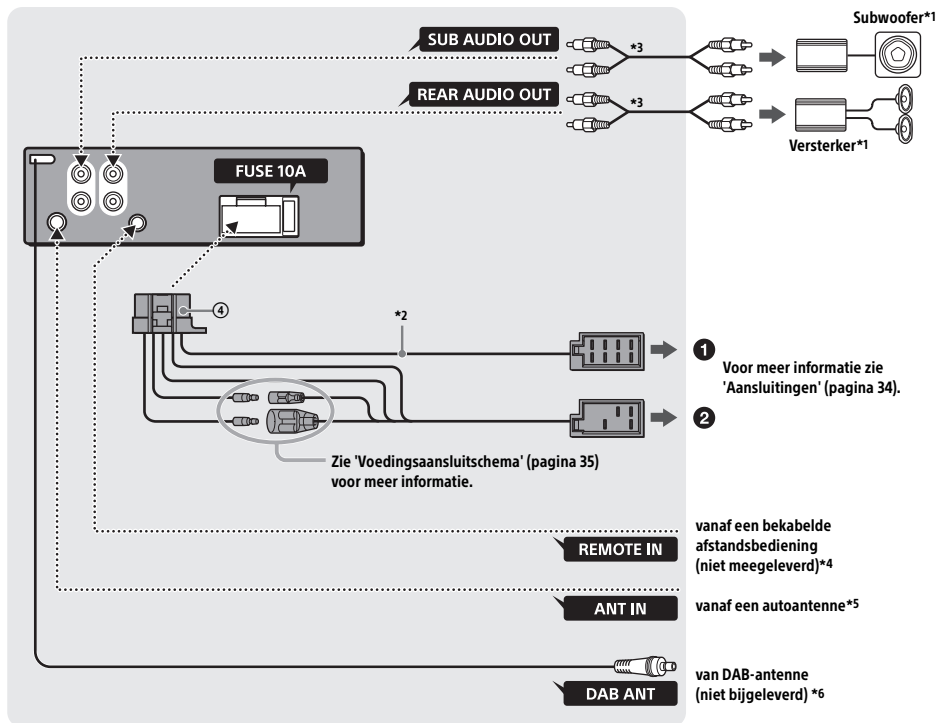 Subwoofer*1
SUB AUDIO OUT
*3
REAR AUDIO OUT
*3
Versterker*1
FUSE 10A
④
*2
❶
Voor meer informatie zie
'Aansluitingen' (pagina 34).
❷
Zie 'Voedingsaansluitschema' (pagina 35)
voor meer informatie.
REMOTE IN
vanaf een bekabelde
afstandsbediening
(niet meegeleverd)*4
ANT IN
vanaf een autoantenne*5
DAB ANT
van DAB-antenne
(niet bijgeleverd) *6